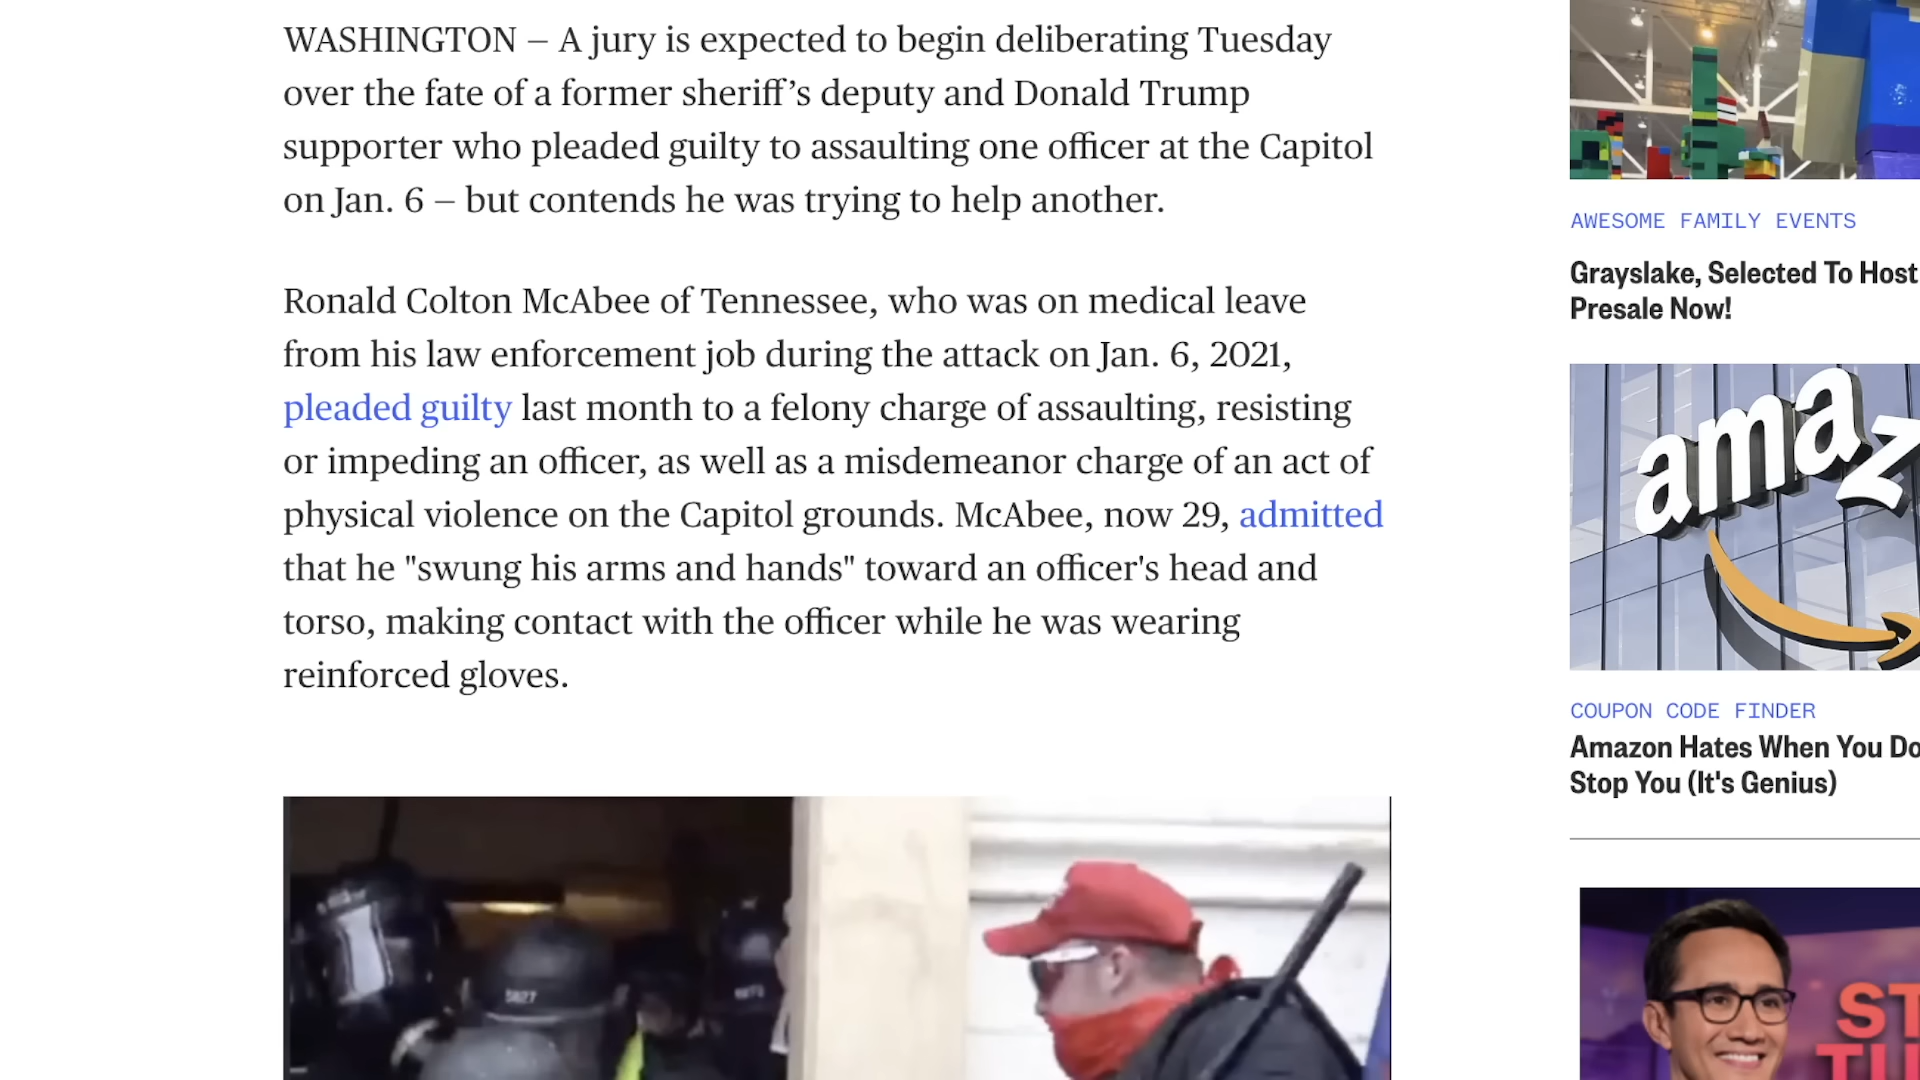 WASHINGTON — A jury is expected to begin deliberating Tuesday
over the fate of a former sheriff’s deputy and Donald Trump
supporter who pleaded guilty to assaulting one officer at the Capitol
on Jan. 6 — but contends he was trying to help another.
Ronald Colton McAbee of Tennessee, who was on medical leave
from his law enforcement job during the attack on Jan. 6, 2021,
pleaded guilty last month to a felony charge of assaulting, resisting
or impeding an officer, as well as a misdemeanor charge of an act of
physical violence on the Capitol grounds. McAbee, now 29, admitted
that he "swung his arms and hands" toward an officer's head and
torso, making contact with the officer while he was wearing
reinforced gloves.
5827
AWESOME FAMILY EVENTS
Grayslake, Selected To Host
Presale Now!
amaz
COUPON CODE FINDER
Amazon Hates When You Do
Stop You (It's Genius)
ST
TU